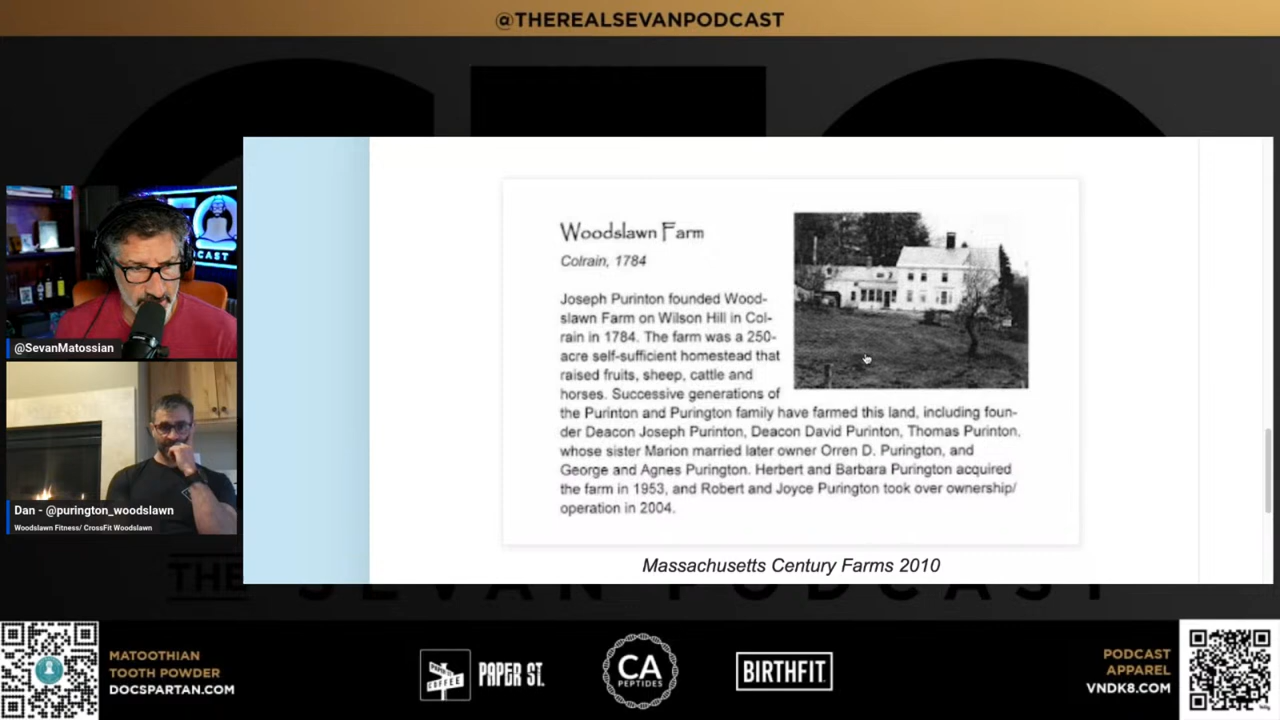 @THEREALSEVANPODCAST
CAST
@SevanMatossian
Dan - @purington_woodslawn
Woodslawn Fitness/ CrossFit Woodslawn
Woodslawn Farm
Colrain, 1784
Joseph Purinton founded Wood-
slawn Farm on Wilson Hill in Col-
rain in 1784. The farm was a 250-
acre self-sufficient homestead that
raised fruits, sheep, cattle and
horses. Successive generations of
the Purinton and Purington family have farmed this land, including foun-
der Deacon Joseph Purinton, Deacon David Purinton, Thomas Purinton,
whose sister Marion married later owner Orren D. Purington, and
George and Agnes Purington. Herbert and Barbara Purington acquired
the farm in 1953, and Robert and Joyce Purington took over ownership/
operation in 2004.
Massachusetts Century Farms 2010
THE SEVAN PODCAST
MATOOTHIAN
TOOTH POWDER
DOCSPARTAN.COM
COFFEE
PAPER ST.
CA
PEPTIDES
BIRTHFIT
PODCAST
APPAREL
VNDK8.COM